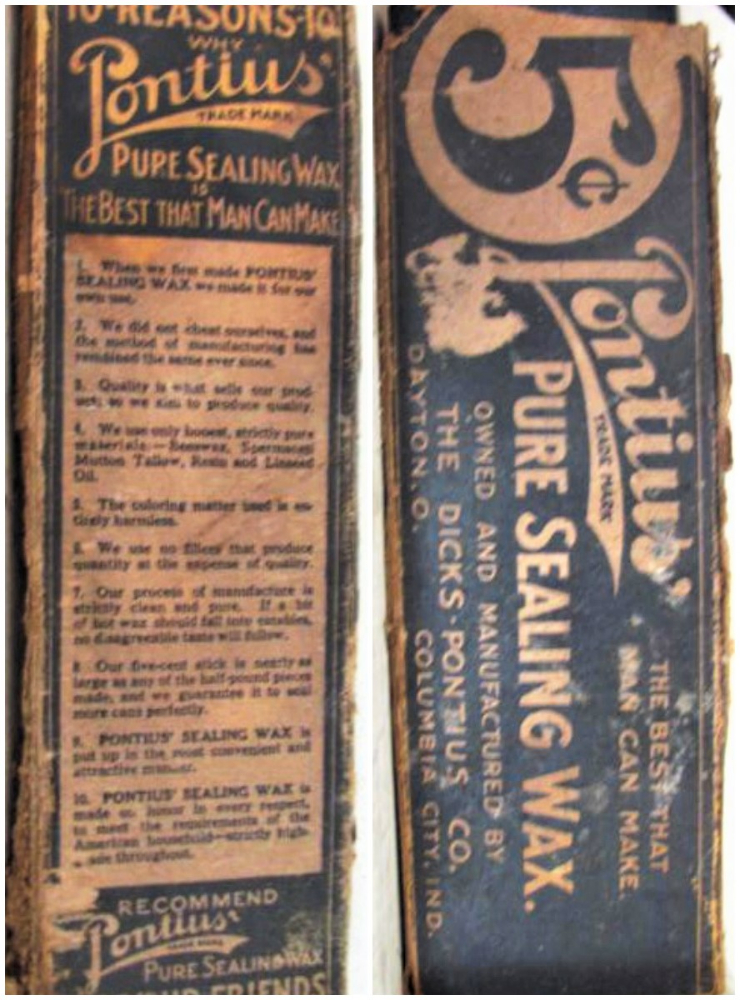 10-REASONS-10
WHY
Pontius'
TRADE MARK
PURE SEALING WAX
IS
THE BEST THAT MAN CAN MAKE
1. When we first made PONTIUS'
SEALING WAX we made it for our
own use.
2. We did not cheat ourselves, and
the method of manufacturing has
remained the same ever since.
3. Quality is what sells our prod-
uct; so we aim to produce quality.
4. We use only honest, strictly pure
materials—Beeswax, Spermaceti
Mutton Tallow, Resin and Linseed
Oil.
5. The coloring matter used is en-
tirely harmless.
6. We use no fillers that produce
quantity at the expense of quality.
7. Our process of manufacture is
strictly clean and pure. If a bit
of hot wax should fall into eatables,
no disagreeable taste will follow.
8. Our five-cent stick is nearly as
large as any of the half-pound pieces
made, and we guarantee it to seal
more cans perfectly.
9. PONTIUS' SEALING WAX is
put up in the most convenient and
attractive manner.
10. PONTIUS' SEALING WAX is
made on honor in every respect,
to meet the requirements of the
American household—strictly high-
throughout.
RECOMMEND
Pontius'
TRADE MARK
PURE SEALING WAX
FRIENDS
5¢
Pontius'
TRADE MARK
THE BEST THAT
MAN CAN MAKE.
PURE SEALING WAX.
OWNED AND MANUFACTURED BY
THE DICKS-PONTIUS CO.
DAYTON, O. COLUMBIA CITY, IND.